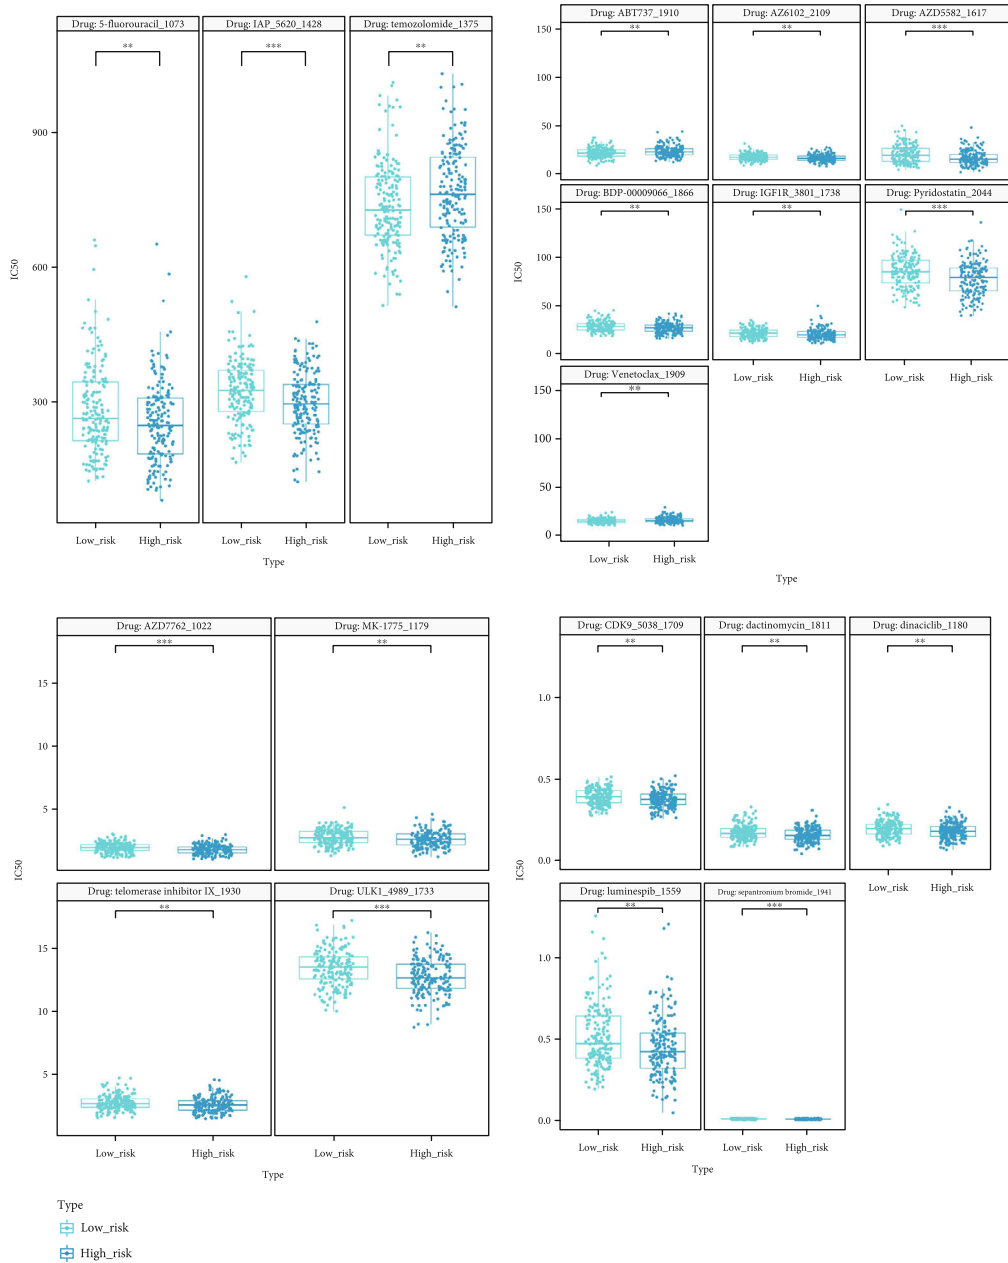 Drug: 5-fluorouracil_1073
Drug: IAP_5620_1428
Drug: temozolomide_1375
**
***
**
900
600
300
IC50
Low_risk
High_risk
Low_risk
High_risk
Low_risk
High_risk
Type
Drug: ABT737_1910
Drug: AZ6102_2109
Drug: AZD5582_1617
**
**
***
150
100
50
0
Drug: BDP-00009066_1866
Drug: IGF1R_3801_1738
Drug: Pyridostatin_2044
**
**
***
150
100
50
0
IC50
Low_risk
High_risk
Low_risk
High_risk
Drug: Venetoclax_1909
**
150
100
50
0
Low_risk
High_risk
Type
Drug: AZD7762_1022
Drug: MK-1775_1179
***
**
15
10
5
IC50
Drug: telomerase inhibitor IX_1930
Drug: ULK1_4989_1733
**
***
15
10
5
Low_risk
High_risk
Low_risk
High_risk
Type
Drug: CDK9_5038_1709
Drug: dactinomycin_1811
Drug: dinaciclib_1180
**
**
**
1.0
0.5
0.0
IC50
Low_risk
High_risk
Drug: luminespib_1559
Drug: sepantronium bromide_1941
**
***
1.0
0.5
0.0
Low_risk
High_risk
Low_risk
High_risk
Type
Type
Low_risk
High_risk